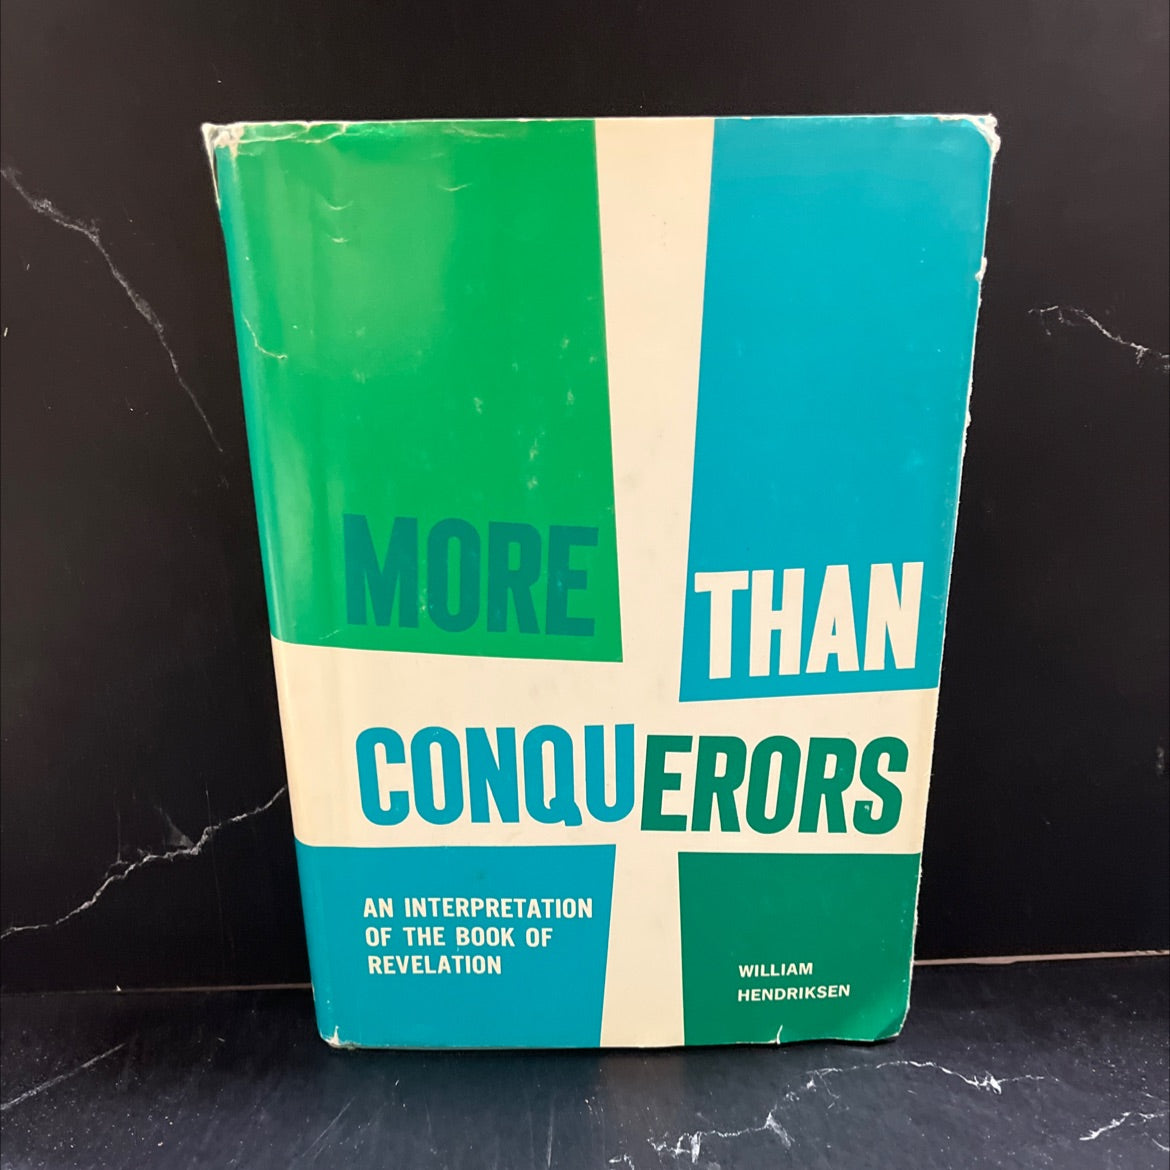 MORE
THAN
CONQUERORS
AN INTERPRETATION
OF THE BOOK OF
REVELATION
WILLIAM
HENDRIKSEN